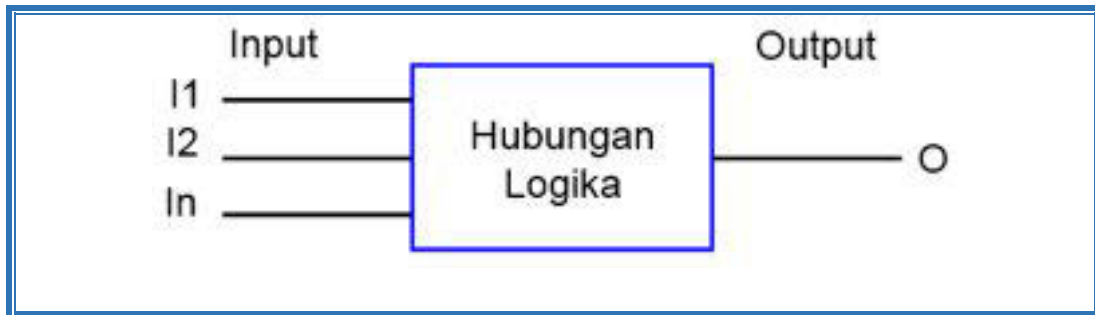 Input
Output
I1
I2
In
Hubungan
Logika
O